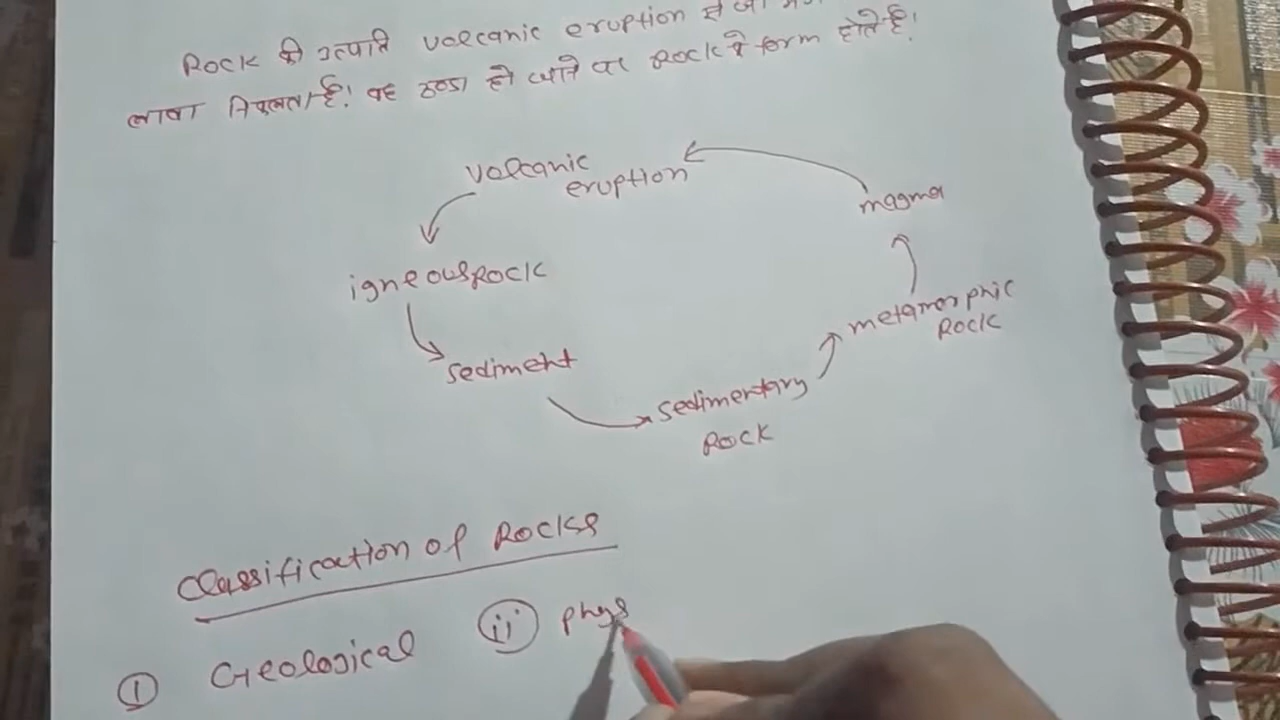 Rock की उत्पत्ति volcanic eruption से जो
लावा निकलता है! वह ठण्डा हो जाने पर Rock में form होते है!
volcanic
eruption
magma
igneous Rock
metamorphic
Rock
sediment
sedimentary
Rock
Classification of Rocks
① Geological ⅱ phys